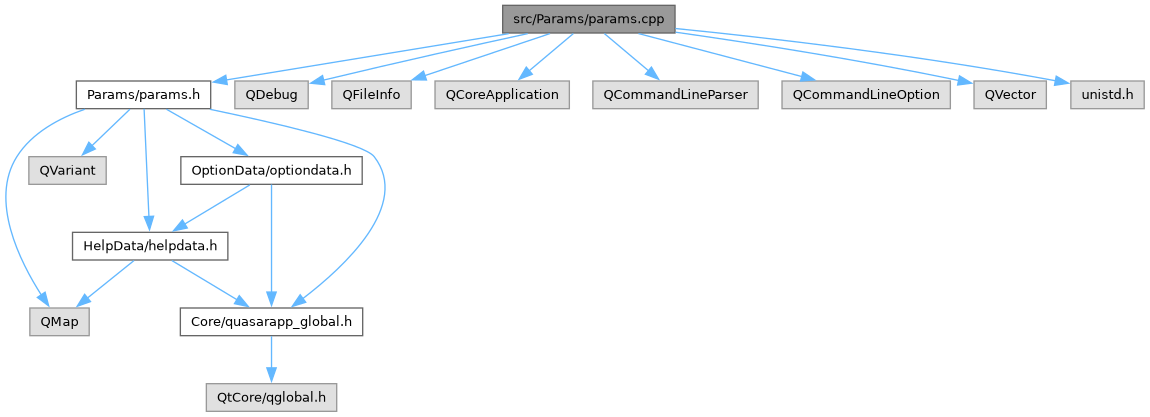 src/Params/params.cpp
Params/params.h
QDebug
QFileInfo
QCoreApplication
QCommandLineParser
QCommandLineOption
QVector
unistd.h
QVariant
OptionData/optiondata.h
HelpData/helpdata.h
QMap
Core/quasarapp_global.h
QtCore/qglobal.h